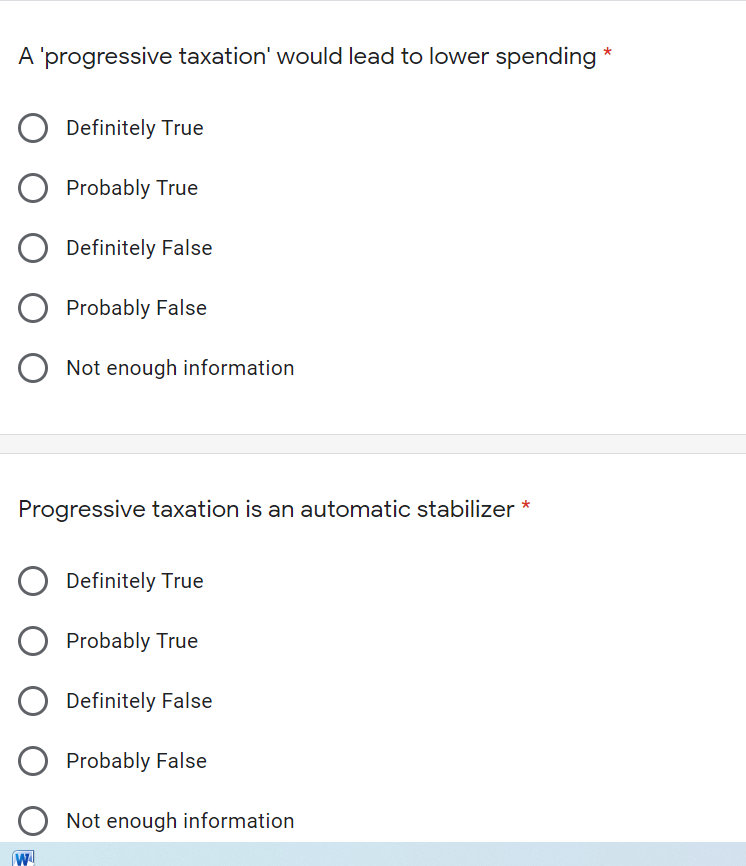 A 'progressive taxation' would lead to lower spending *
Definitely True
Probably True
Definitely False
Probably False
Not enough information
Progressive taxation is an automatic stabilizer *
Definitely True
Probably True
Definitely False
Probably False
Not enough information
W